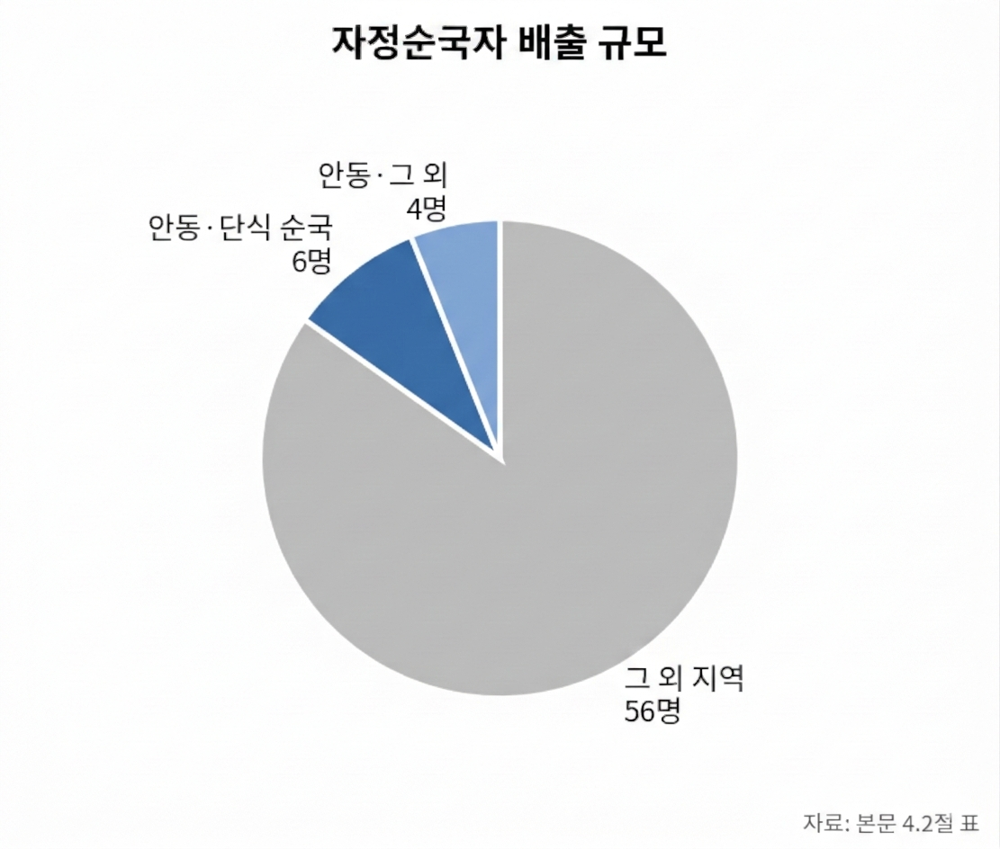 자정순국자 배출 규모
안동·그 외
4명
안동·단식 순국
6명
그 외 지역
56명
자료: 본문 4.2절 표